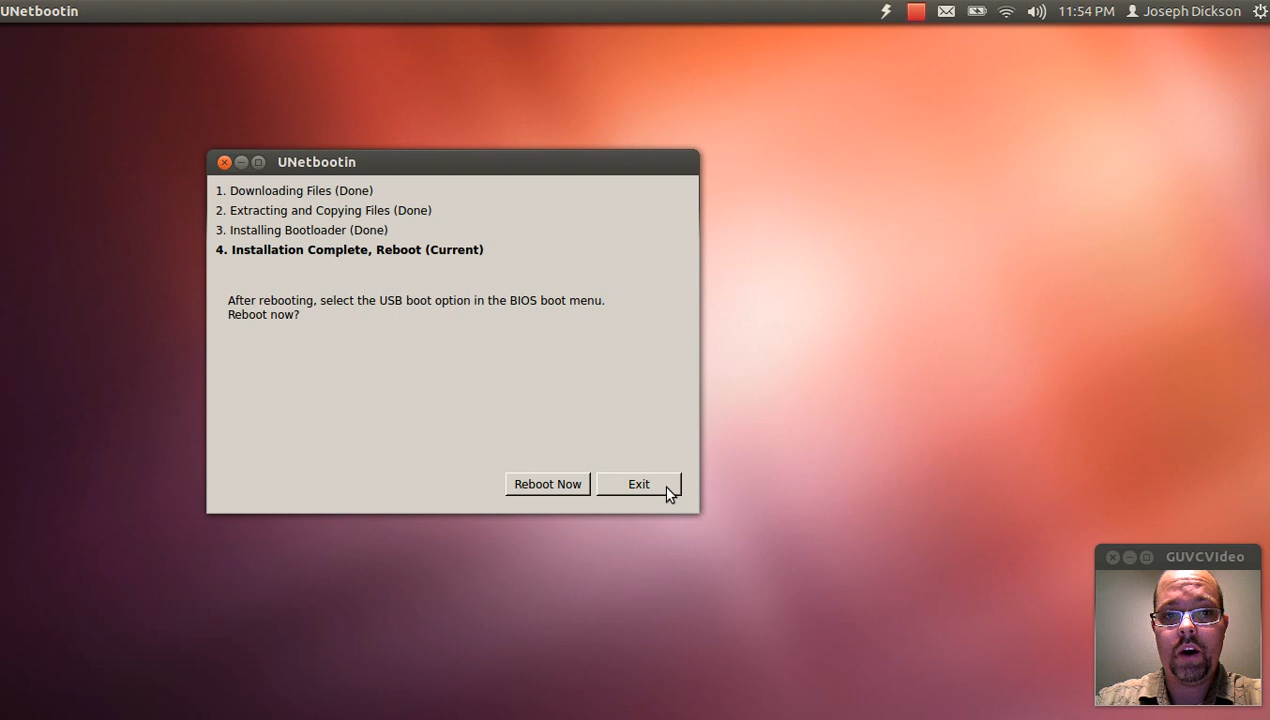 UNetbootin
11:54 PM Joseph Dickson
UNetbootin
1. Downloading Files (Done)
2. Extracting and Copying Files (Done)
3. Installing Bootloader (Done)
4. Installation Complete, Reboot (Current)
After rebooting, select the USB boot option in the BIOS boot menu.
Reboot now?
Reboot Now Exit
GUVCVIdeo